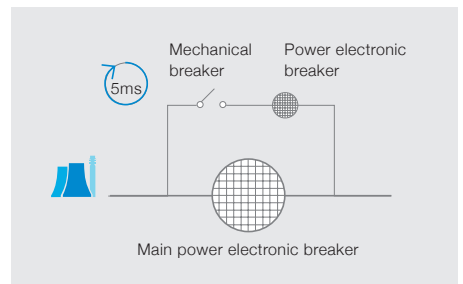 Mechanical
breaker
Power electronic
breaker
5ms
Main power electronic breaker